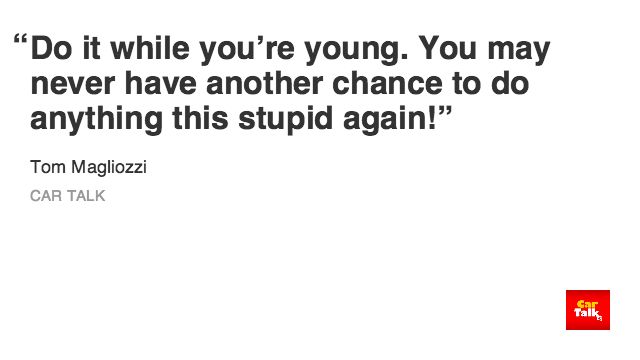 “Do it while you’re young. You may
never have another chance to do
anything this stupid again!”
Tom Magliozzi
CAR TALK
Car
Talk